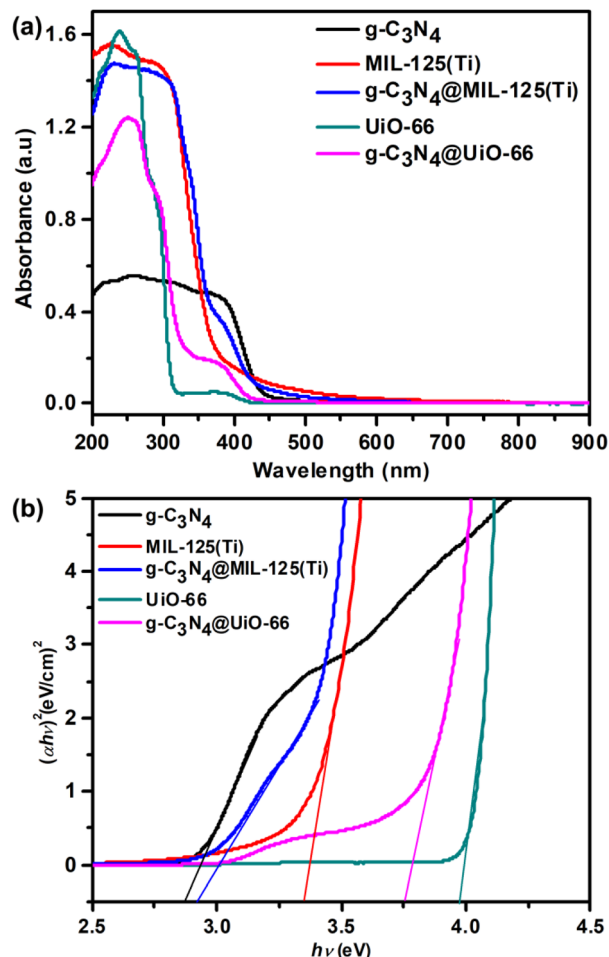 (a)
1.6
1.2
0.8
0.4
0.0
Absorbance (a.u)
g-C₃N₄
MIL-125(Ti)
g-C₃N₄@MIL-125(Ti)
UiO-66
g-C₃N₄@UiO-66
200 300 400 500 600 700 800 900
Wavelength (nm)
(b)
5
4
3
2
1
0
(αhν)² (eV/cm)²
g-C₃N₄
MIL-125(Ti)
g-C₃N₄@MIL-125(Ti)
UiO-66
g-C₃N₄@UiO-66
2.5 3.0 3.5 4.0 4.5
hν (eV)